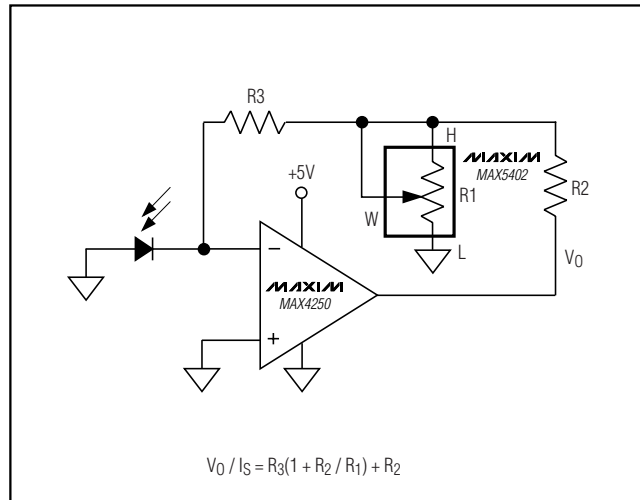 R3
H
MAXIM
MAX5402
+5V
R1
R2
W
L
V₀
−
MAXIM
MAX4250
+
V₀ / Iₛ = R₃(1 + R₂ / R₁) + R₂